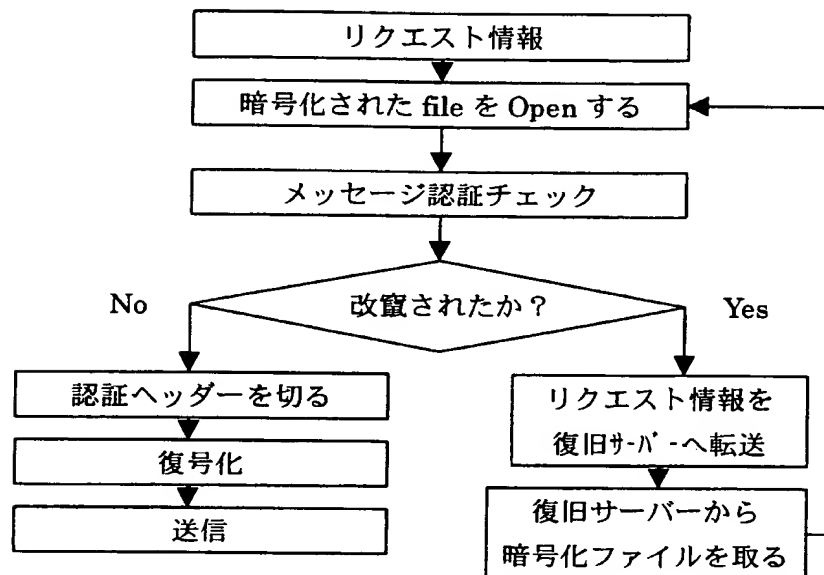 リクエスト情報
暗号化された file を Open する
メッセージ認証チェック
改竄されたか?
No
Yes
認証ヘッダーを切る
復号化
送信
リクエスト情報を
復旧ｻｰﾊﾞｰへ転送
復旧サーバーから
暗号化ファイルを取る